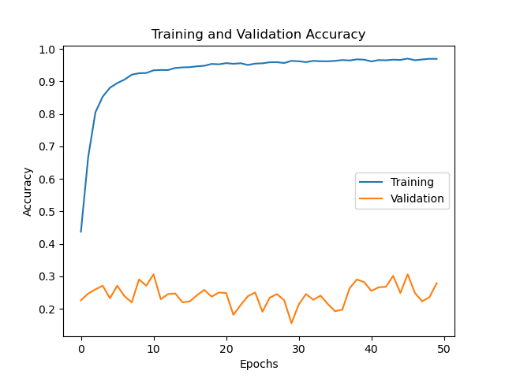 Training and Validation Accuracy
1.0
0.9
0.8
0.7
0.6
0.5
0.4
0.3
0.2
Accuracy
Training
Validation
0 10 20 30 40 50
Epochs